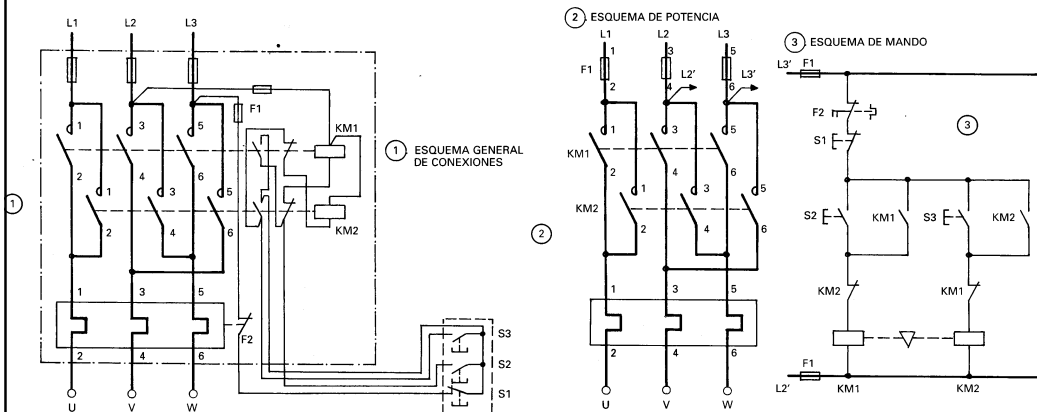 1
L1 L2 L3
F1
1 3 5
2 4 6
1 3 5
2 4 6
KM1
KM2
1 ESQUEMA GENERAL
DE CONEXIONES
1 3 5
2 4 6
F2
S3
S2
S1
U V W
2 . ESQUEMA DE POTENCIA
L1 L2 L3
1 3 5
F1
2 4 6
L2' L3'
1 3 5
KM1
2 4 6
1 3 5
KM2
2 4 6
2
1 3 5
2 4 6
U V W
3 . ESQUEMA DE MANDO
L3' F1
F2
3
S1
S2 KM1 S3 KM2
KM2 KM1
F1
L2' KM1 KM2